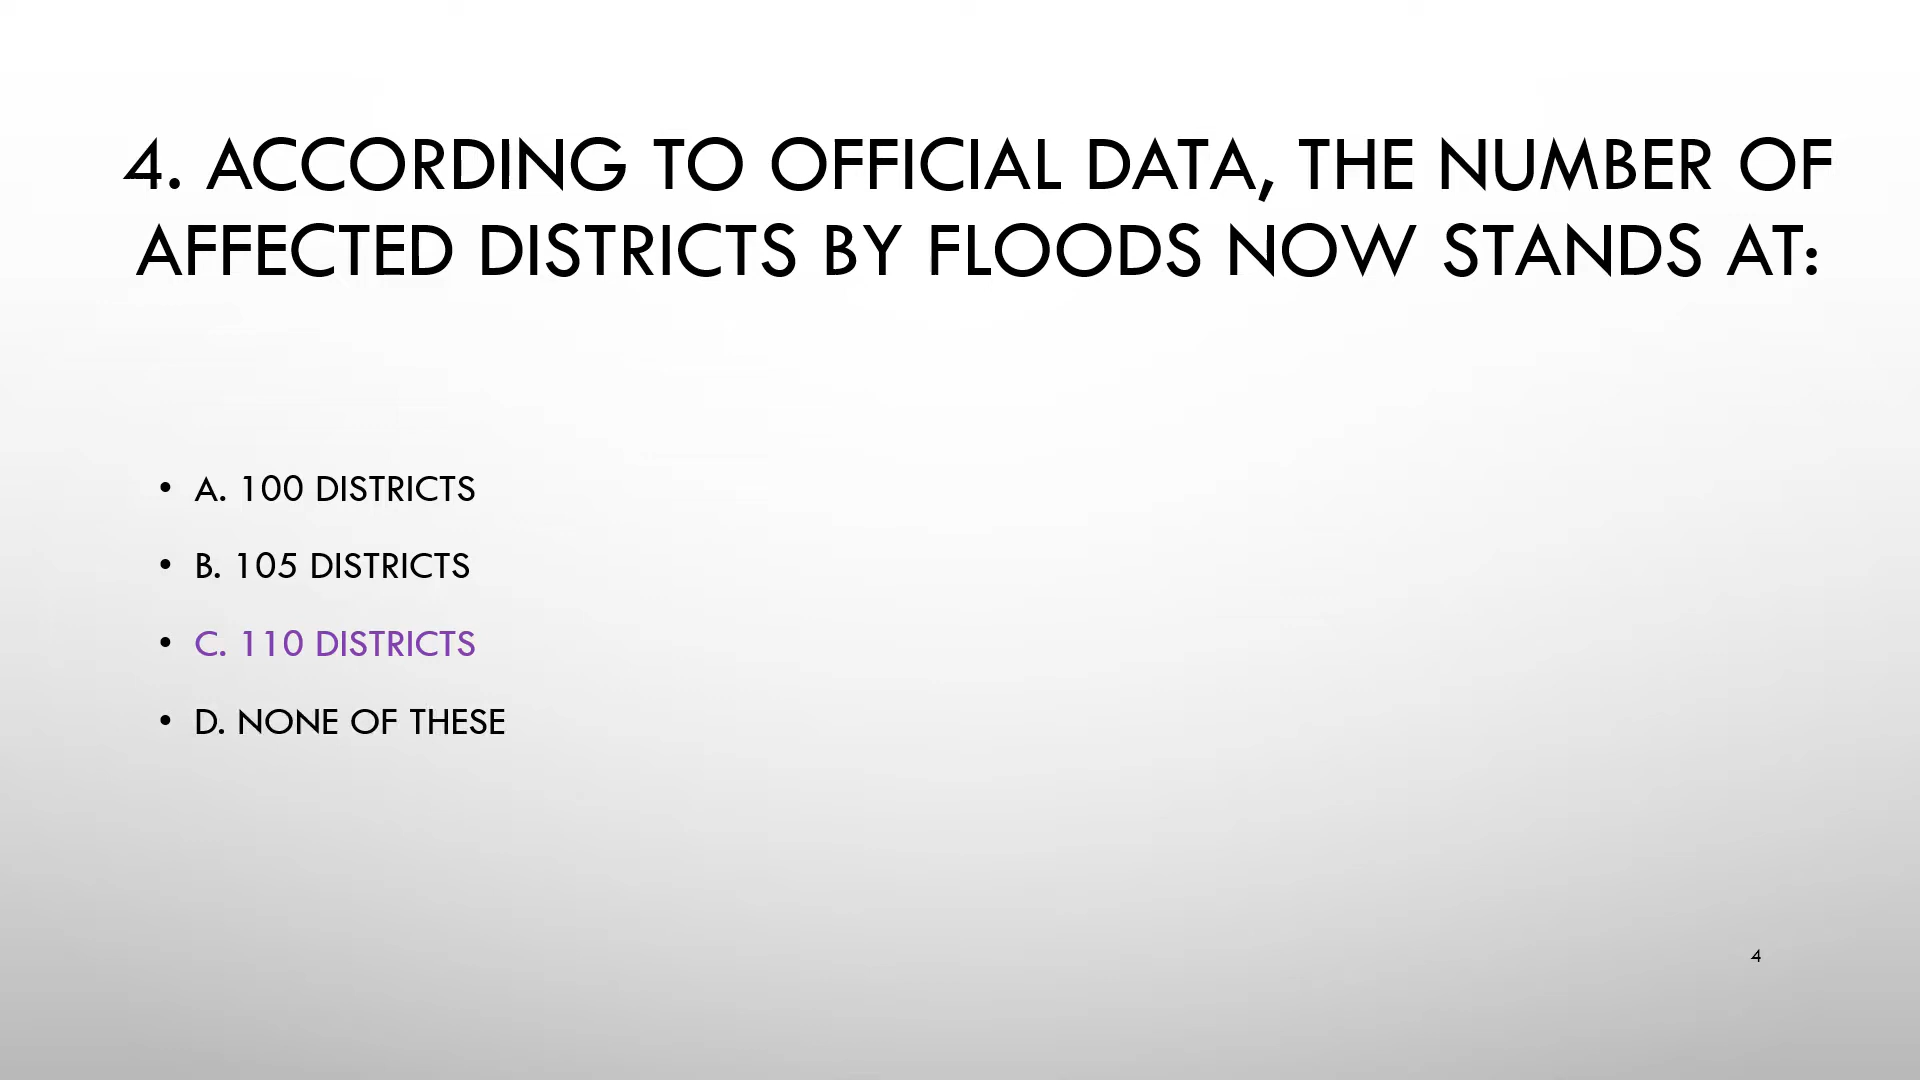 4. ACCORDING TO OFFICIAL DATA, THE NUMBER OF
AFFECTED DISTRICTS BY FLOODS NOW STANDS AT:
• A. 100 DISTRICTS
• B. 105 DISTRICTS
• C. 110 DISTRICTS
• D. NONE OF THESE
4